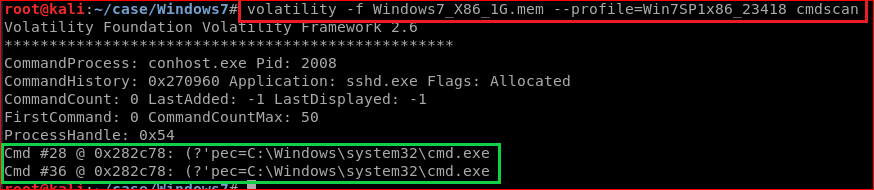 root@kali:~/case/Windows7# volatility -f Windows7_X86_1G.mem --profile=Win7SP1x86_23418 cmdscan
Volatility Foundation Volatility Framework 2.6
**************************************************
CommandProcess: conhost.exe Pid: 2008
CommandHistory: 0x270960 Application: sshd.exe Flags: Allocated
CommandCount: 0 LastAdded: -1 LastDisplayed: -1
FirstCommand: 0 CommandCountMax: 50
ProcessHandle: 0x54
Cmd #28 @ 0x282c78: (?'pec=C:\Windows\system32\cmd.exe
Cmd #36 @ 0x282c78: (?'pec=C:\Windows\system32\cmd.exe
root@kali:~/case/Windows7#